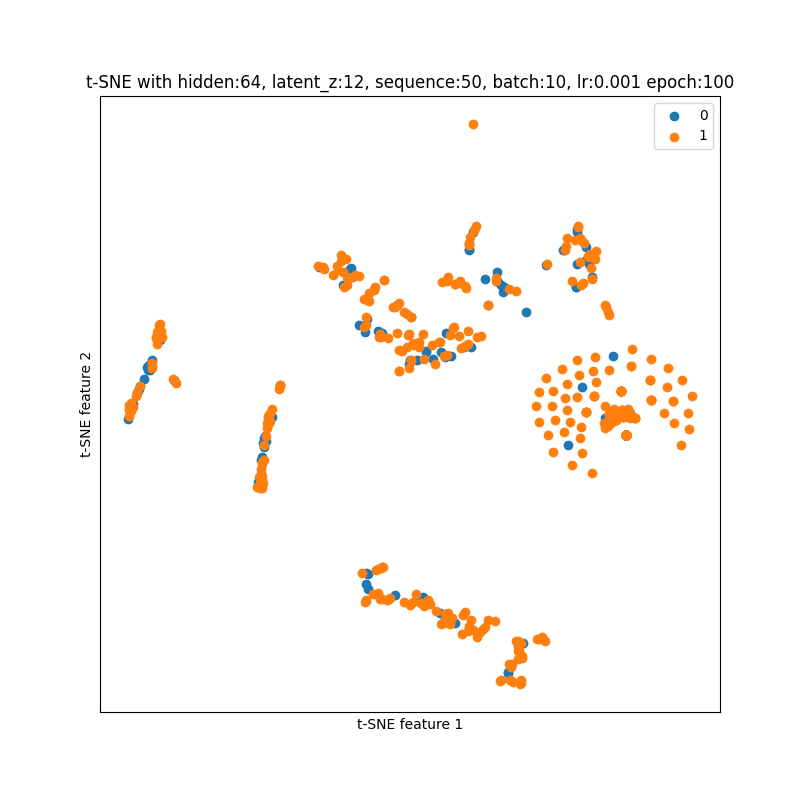 t-SNE with hidden:64, latent_z:12, sequence:50, batch:10, lr:0.001 epoch:100
0
1
t-SNE feature 2
t-SNE feature 1